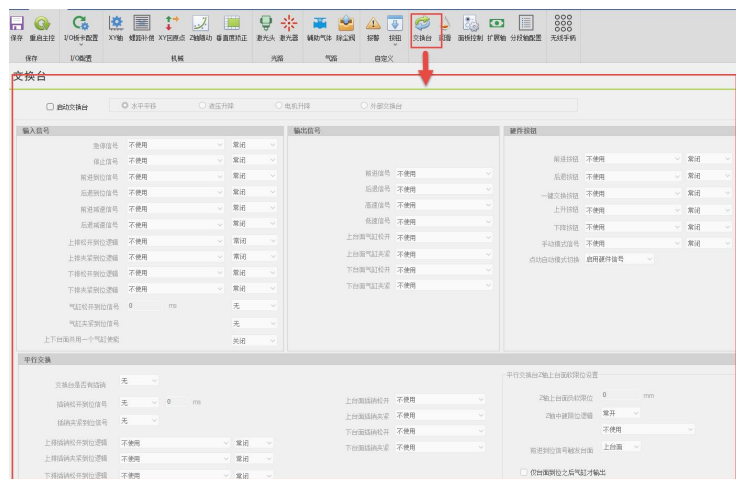 保存 重启主控 I/O板卡配置 XY轴 螺距补偿 XY回原点 Z轴随动 垂直度矫正 激光头 激光器 辅助气体 除尘阀 报警 按钮 交换台 润滑 面板控制 扩展轴 分段轴配置 无线手柄
保存 I/O配置 机械 光路 气路 自定义
交换台
启动交换台 水平平移 液压升降 电机升降 外部交换台
输入信号
急停信号 不使用 常闭
停止信号 不使用 常闭
前进到位信号 不使用 常闭
后退到位信号 不使用 常闭
前进减速信号 不使用 常闭
后退减速信号 不使用 常闭
上排松开到位逻辑 不使用 常闭
上排夹紧到位逻辑 不使用 常闭
下排松开到位逻辑 不使用 常闭
下排夹紧到位逻辑 不使用 常闭
气缸松开到位信号 0 ms 无
气缸夹紧到位信号 无
上下台面共用一个气缸使能 关闭
输出信号
前进信号 不使用
后退信号 不使用
高速信号 不使用
低速信号 不使用
上台面气缸松开 不使用
上台面气缸夹紧 不使用
下台面气缸松开 不使用
下台面气缸夹紧 不使用
硬件按钮
前进按钮 不使用 常闭
后退按钮 不使用 常闭
一键交换按钮 不使用 常闭
上升按钮 不使用 常闭
下降按钮 不使用 常闭
手动模式信号 不使用 常闭
点动自动模式切换 启用硬件信号
平行交换
交换台是否有插销 无
插销松开到位信号 无 0 ms
插销夹紧到位信号 无
上排插销松开到位逻辑 不使用 常闭
上排插销夹紧到位逻辑 不使用 常闭
下排插销松开到位逻辑 不使用 常闭
上台面插销松开 不使用
上台面插销夹紧 不使用
下台面插销松开 不使用
下台面插销夹紧 不使用
平行交换台Z轴上台面软限位设置
Z轴上台面负软限位 0 mm
Z轴中硬限位逻辑 常开
不使用
前进到位信号触发台面 上台面
仅台面到位之后气缸才输出